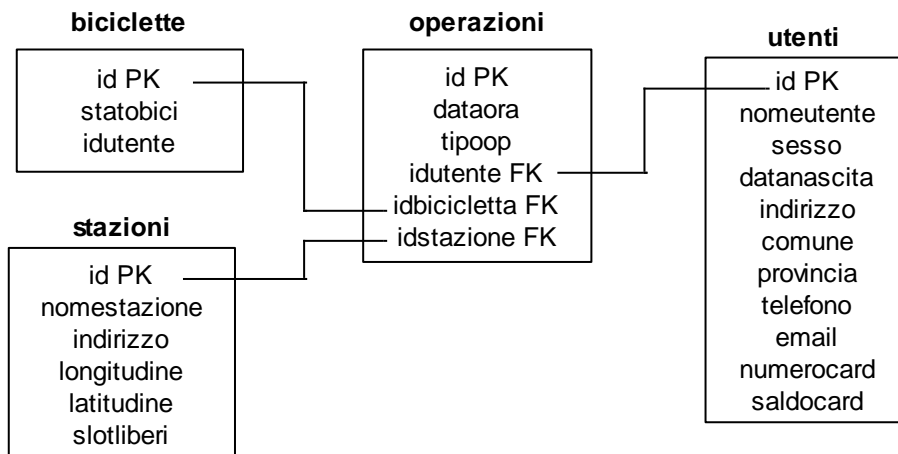 biciclette
id PK
statobici
idutente
operazioni
id PK
dataora
tipoop
idutente FK
idbicicletta FK
idstazione FK
utenti
id PK
nomeutente
sesso
datanascita
indirizzo
comune
provincia
telefono
email
numerocard
saldocard
stazioni
id PK
nomestazione
indirizzo
longitudine
latitudine
slotliberi